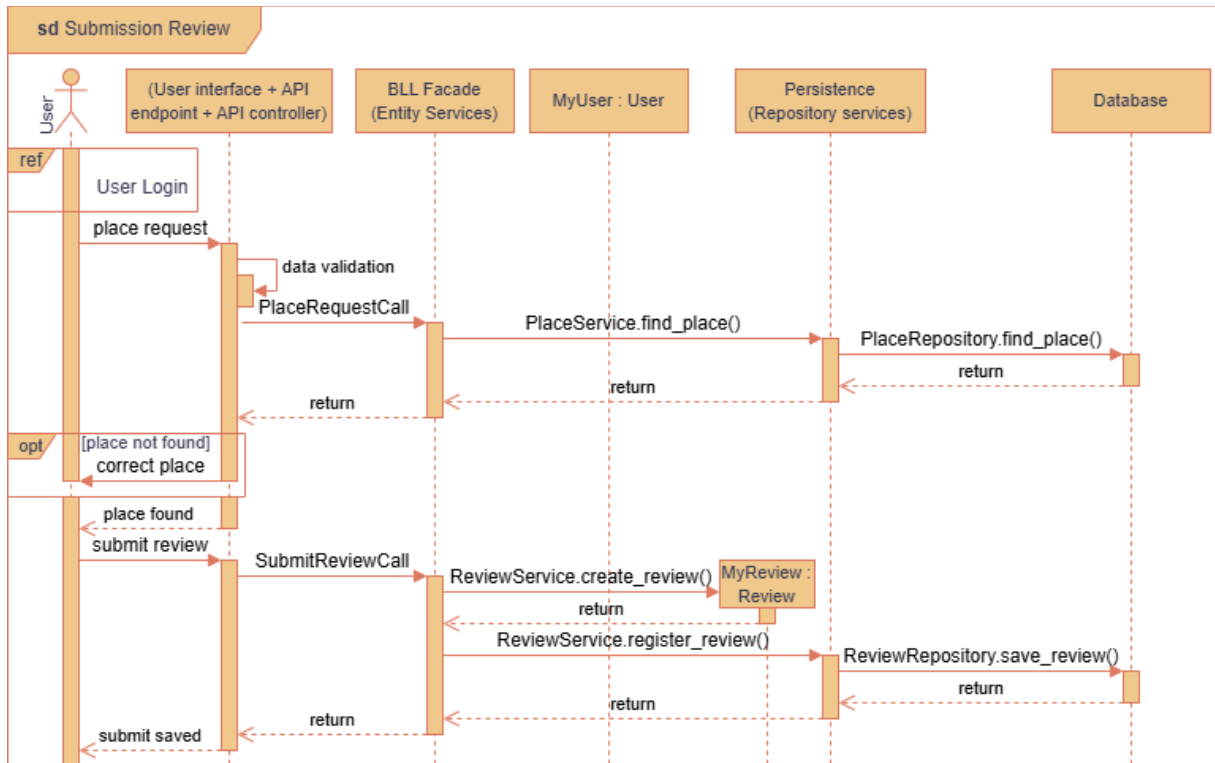 sd Submission Review
User
(User interface + API
endpoint + API controller)
BLL Facade
(Entity Services)
MyUser : User
Persistence
(Repository services)
Database
ref
User Login
place request
data validation
PlaceRequestCall
PlaceService.find_place()
PlaceRepository.find_place()
return
return
return
opt
[place not found]
correct place
place found
submit review
SubmitReviewCall
ReviewService.create_review()
MyReview :
Review
return
ReviewService.register_review()
ReviewRepository.save_review()
return
return
return
submit saved